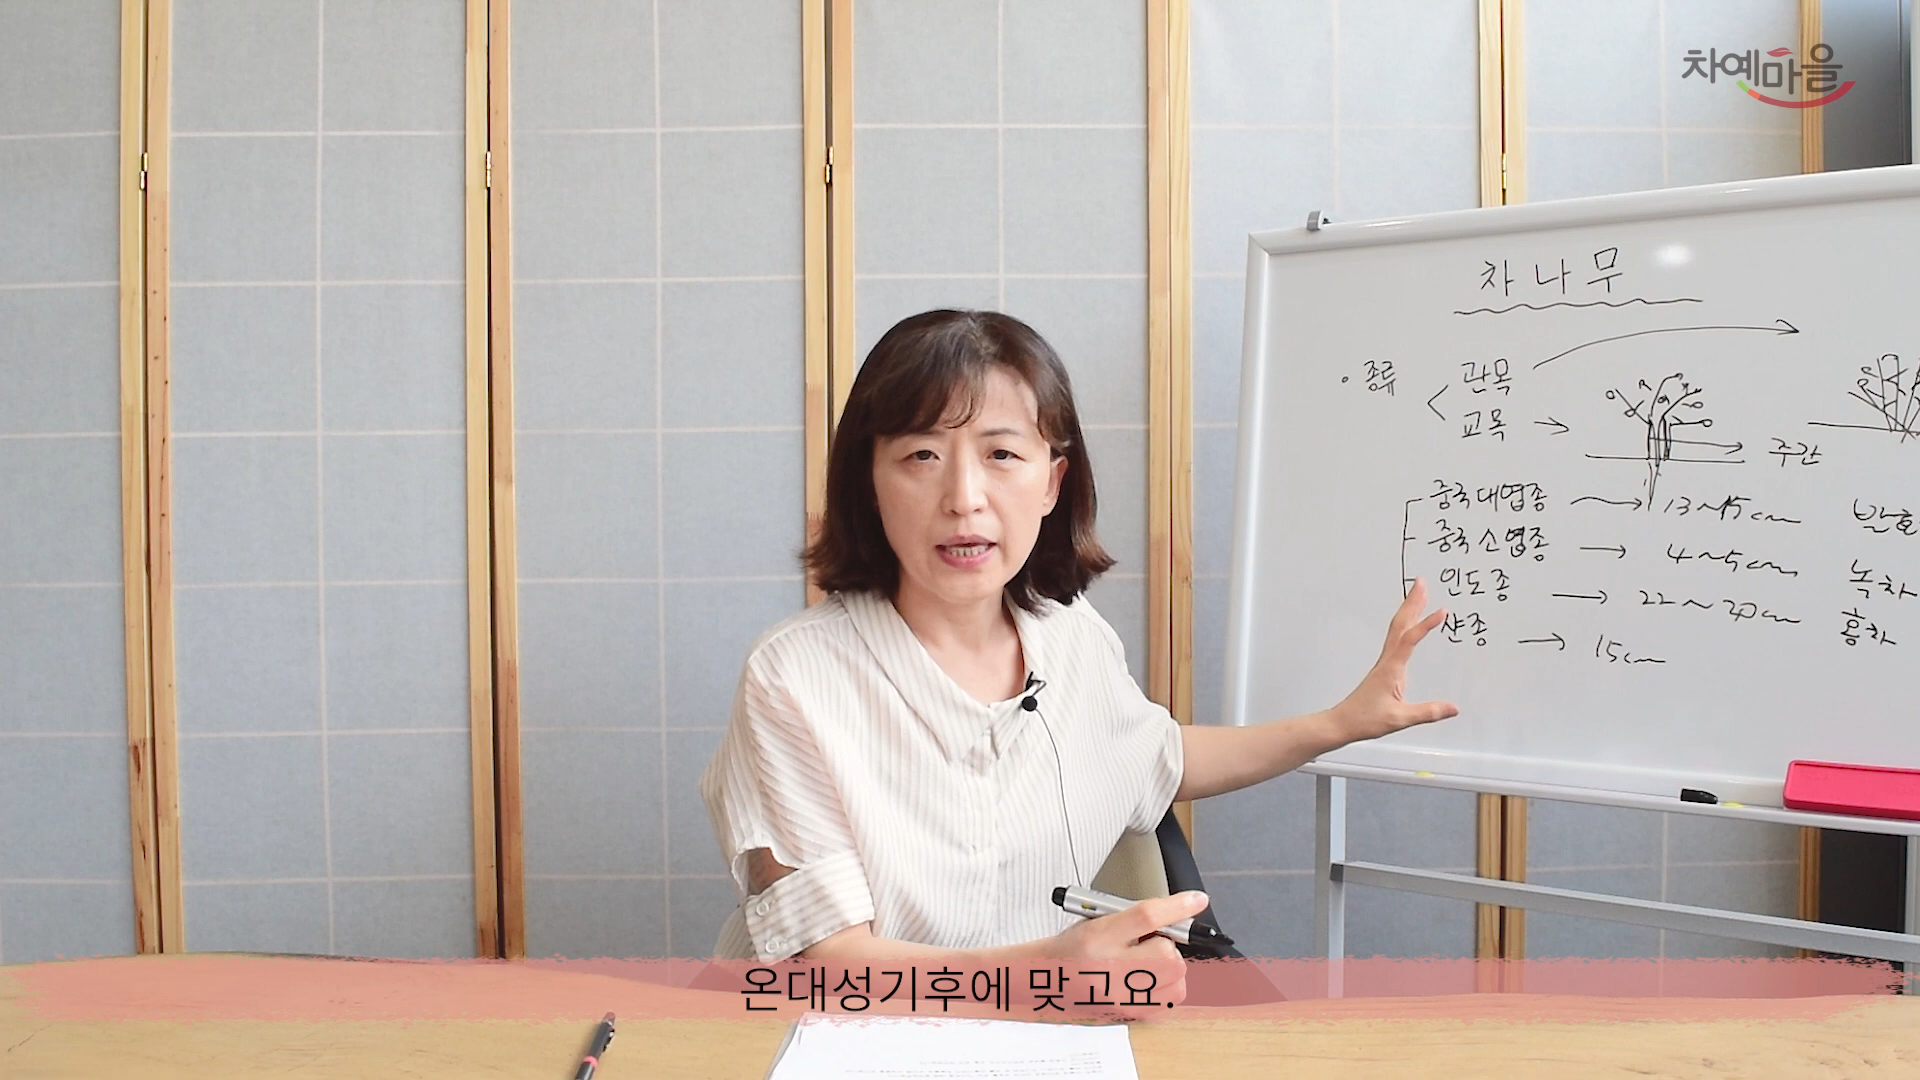 차예마을
차나무
· 종류
관목
교목 → 주간
중국대엽종 → 13~15cm
중국소엽종 → 4~5cm 녹차
인도종 → 22~30cm 홍차
샨종 → 15cm
온대성기후에 맞고요.